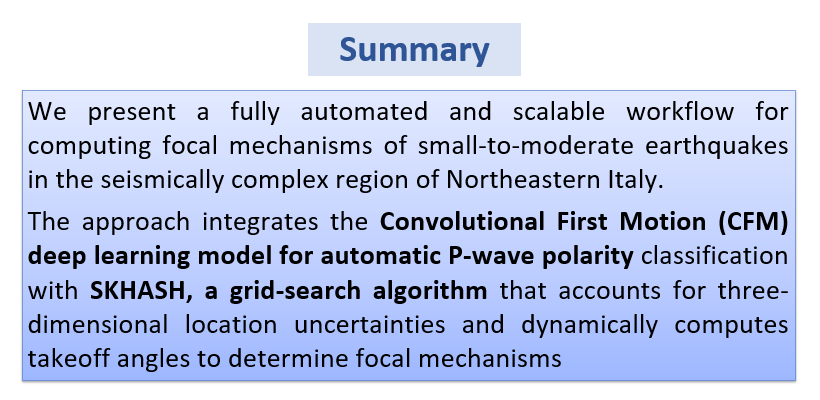 Summary
We present a fully automated and scalable workflow for
computing focal mechanisms of small-to-moderate earthquakes
in the seismically complex region of Northeastern Italy.
The approach integrates the Convolutional First Motion (CFM)
deep learning model for automatic P-wave polarity classification
with SKHASH, a grid-search algorithm that accounts for three-
dimensional location uncertainties and dynamically computes
takeoff angles to determine focal mechanisms